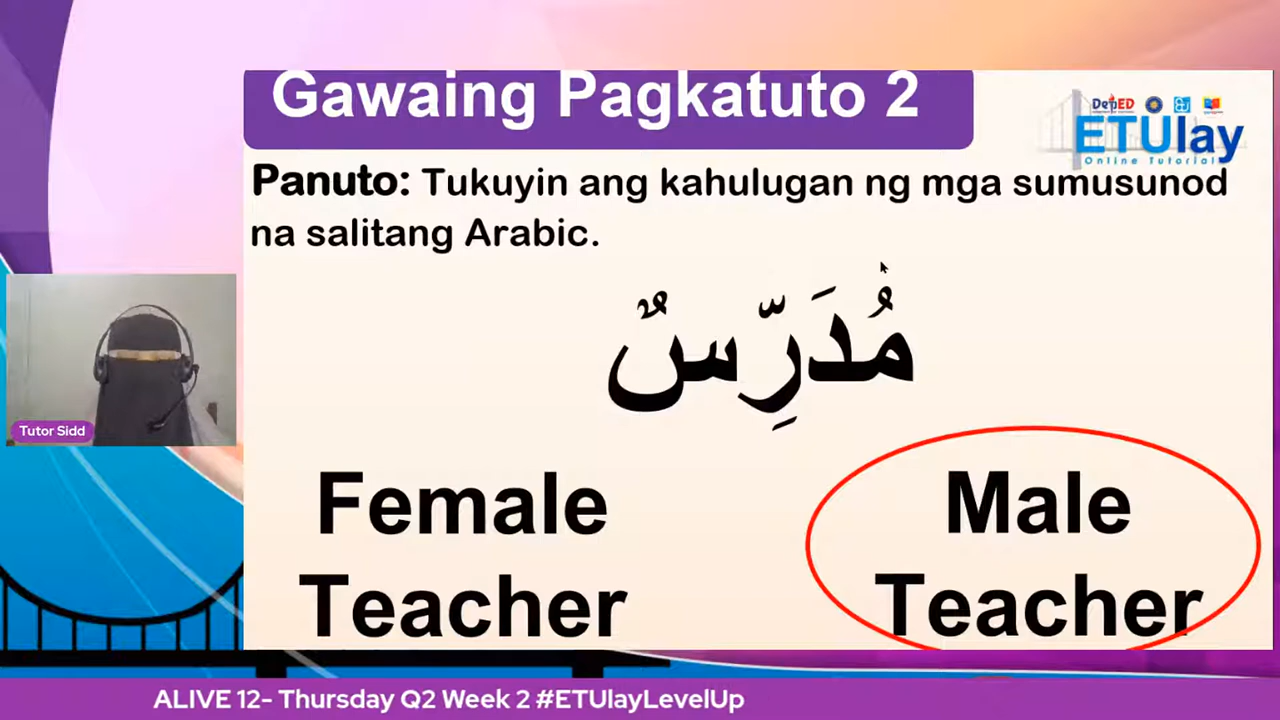 Gawaing Pagkatuto 2
DepED
ETUlay
Online Tutorial
Panuto: Tukuyin ang kahulugan ng mga sumusunod
na salitang Arabic.
مُدَرِّسٌ
Female
Teacher
Male
Teacher
Tutor Sidd
ALIVE 12- Thursday Q2 Week 2 #ETUlayLevelUp